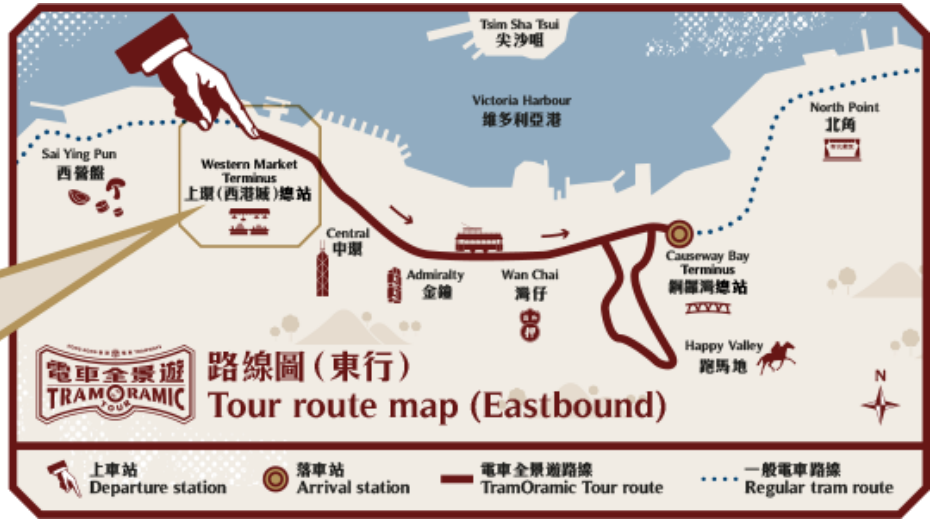 Tsim Sha Tsui
尖沙咀
Victoria Harbour
維多利亞港
North Point
北角
Sai Ying Pun
西營盤
Western Market
Terminus
上環(西港城)總站
Central
中環
Admiralty
金鐘
Wan Chai
灣仔
押
Causeway Bay
Terminus
銅鑼灣總站
Happy Valley
跑馬地
電車全景遊
TRAMORAMIC
TOUR
路線圖(東行)
Tour route map (Eastbound)
N
上車站
Departure station
落車站
Arrival station
電車全景遊路線
TramOramic Tour route
一般電車路線
Regular tram route